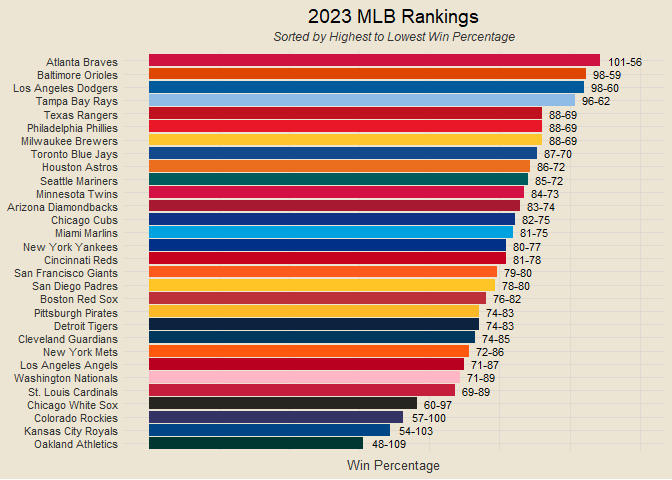 2023 MLB Rankings
Sorted by Highest to Lowest Win Percentage
Atlanta Braves 101-56
Baltimore Orioles 98-59
Los Angeles Dodgers 98-60
Tampa Bay Rays 96-62
Texas Rangers 88-69
Philadelphia Phillies 88-69
Milwaukee Brewers 88-69
Toronto Blue Jays 87-70
Houston Astros 86-72
Seattle Mariners 85-72
Minnesota Twins 84-73
Arizona Diamondbacks 83-74
Chicago Cubs 82-75
Miami Marlins 81-75
New York Yankees 80-77
Cincinnati Reds 81-78
San Francisco Giants 79-80
San Diego Padres 78-80
Boston Red Sox 76-82
Pittsburgh Pirates 74-83
Detroit Tigers 74-83
Cleveland Guardians 74-85
New York Mets 72-86
Los Angeles Angels 71-87
Washington Nationals 71-89
St. Louis Cardinals 69-89
Chicago White Sox 60-97
Colorado Rockies 57-100
Kansas City Royals 54-103
Oakland Athletics 48-109
Win Percentage